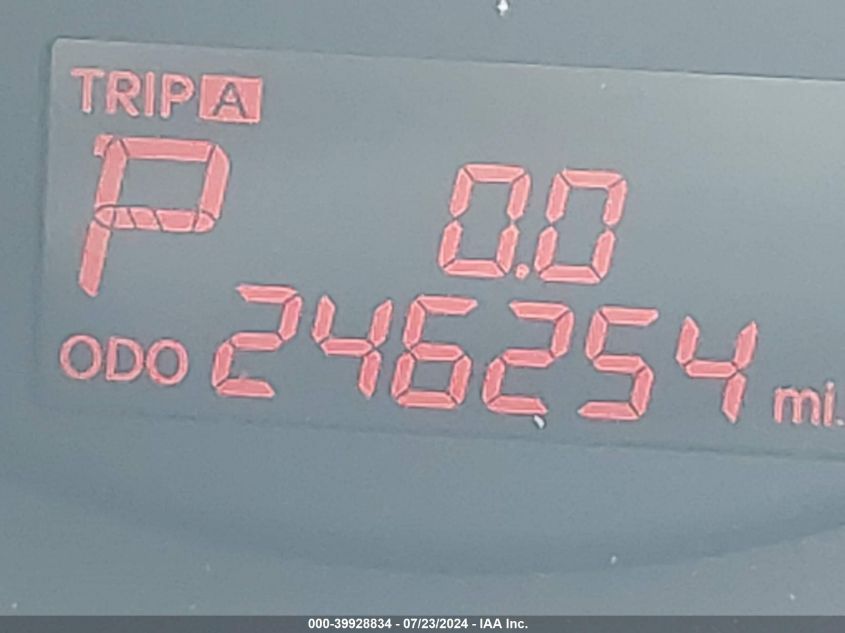 TRIP A
P 0.0
ODO 246254 mi.
000-39928834 - 07/23/2024 - IAA Inc.